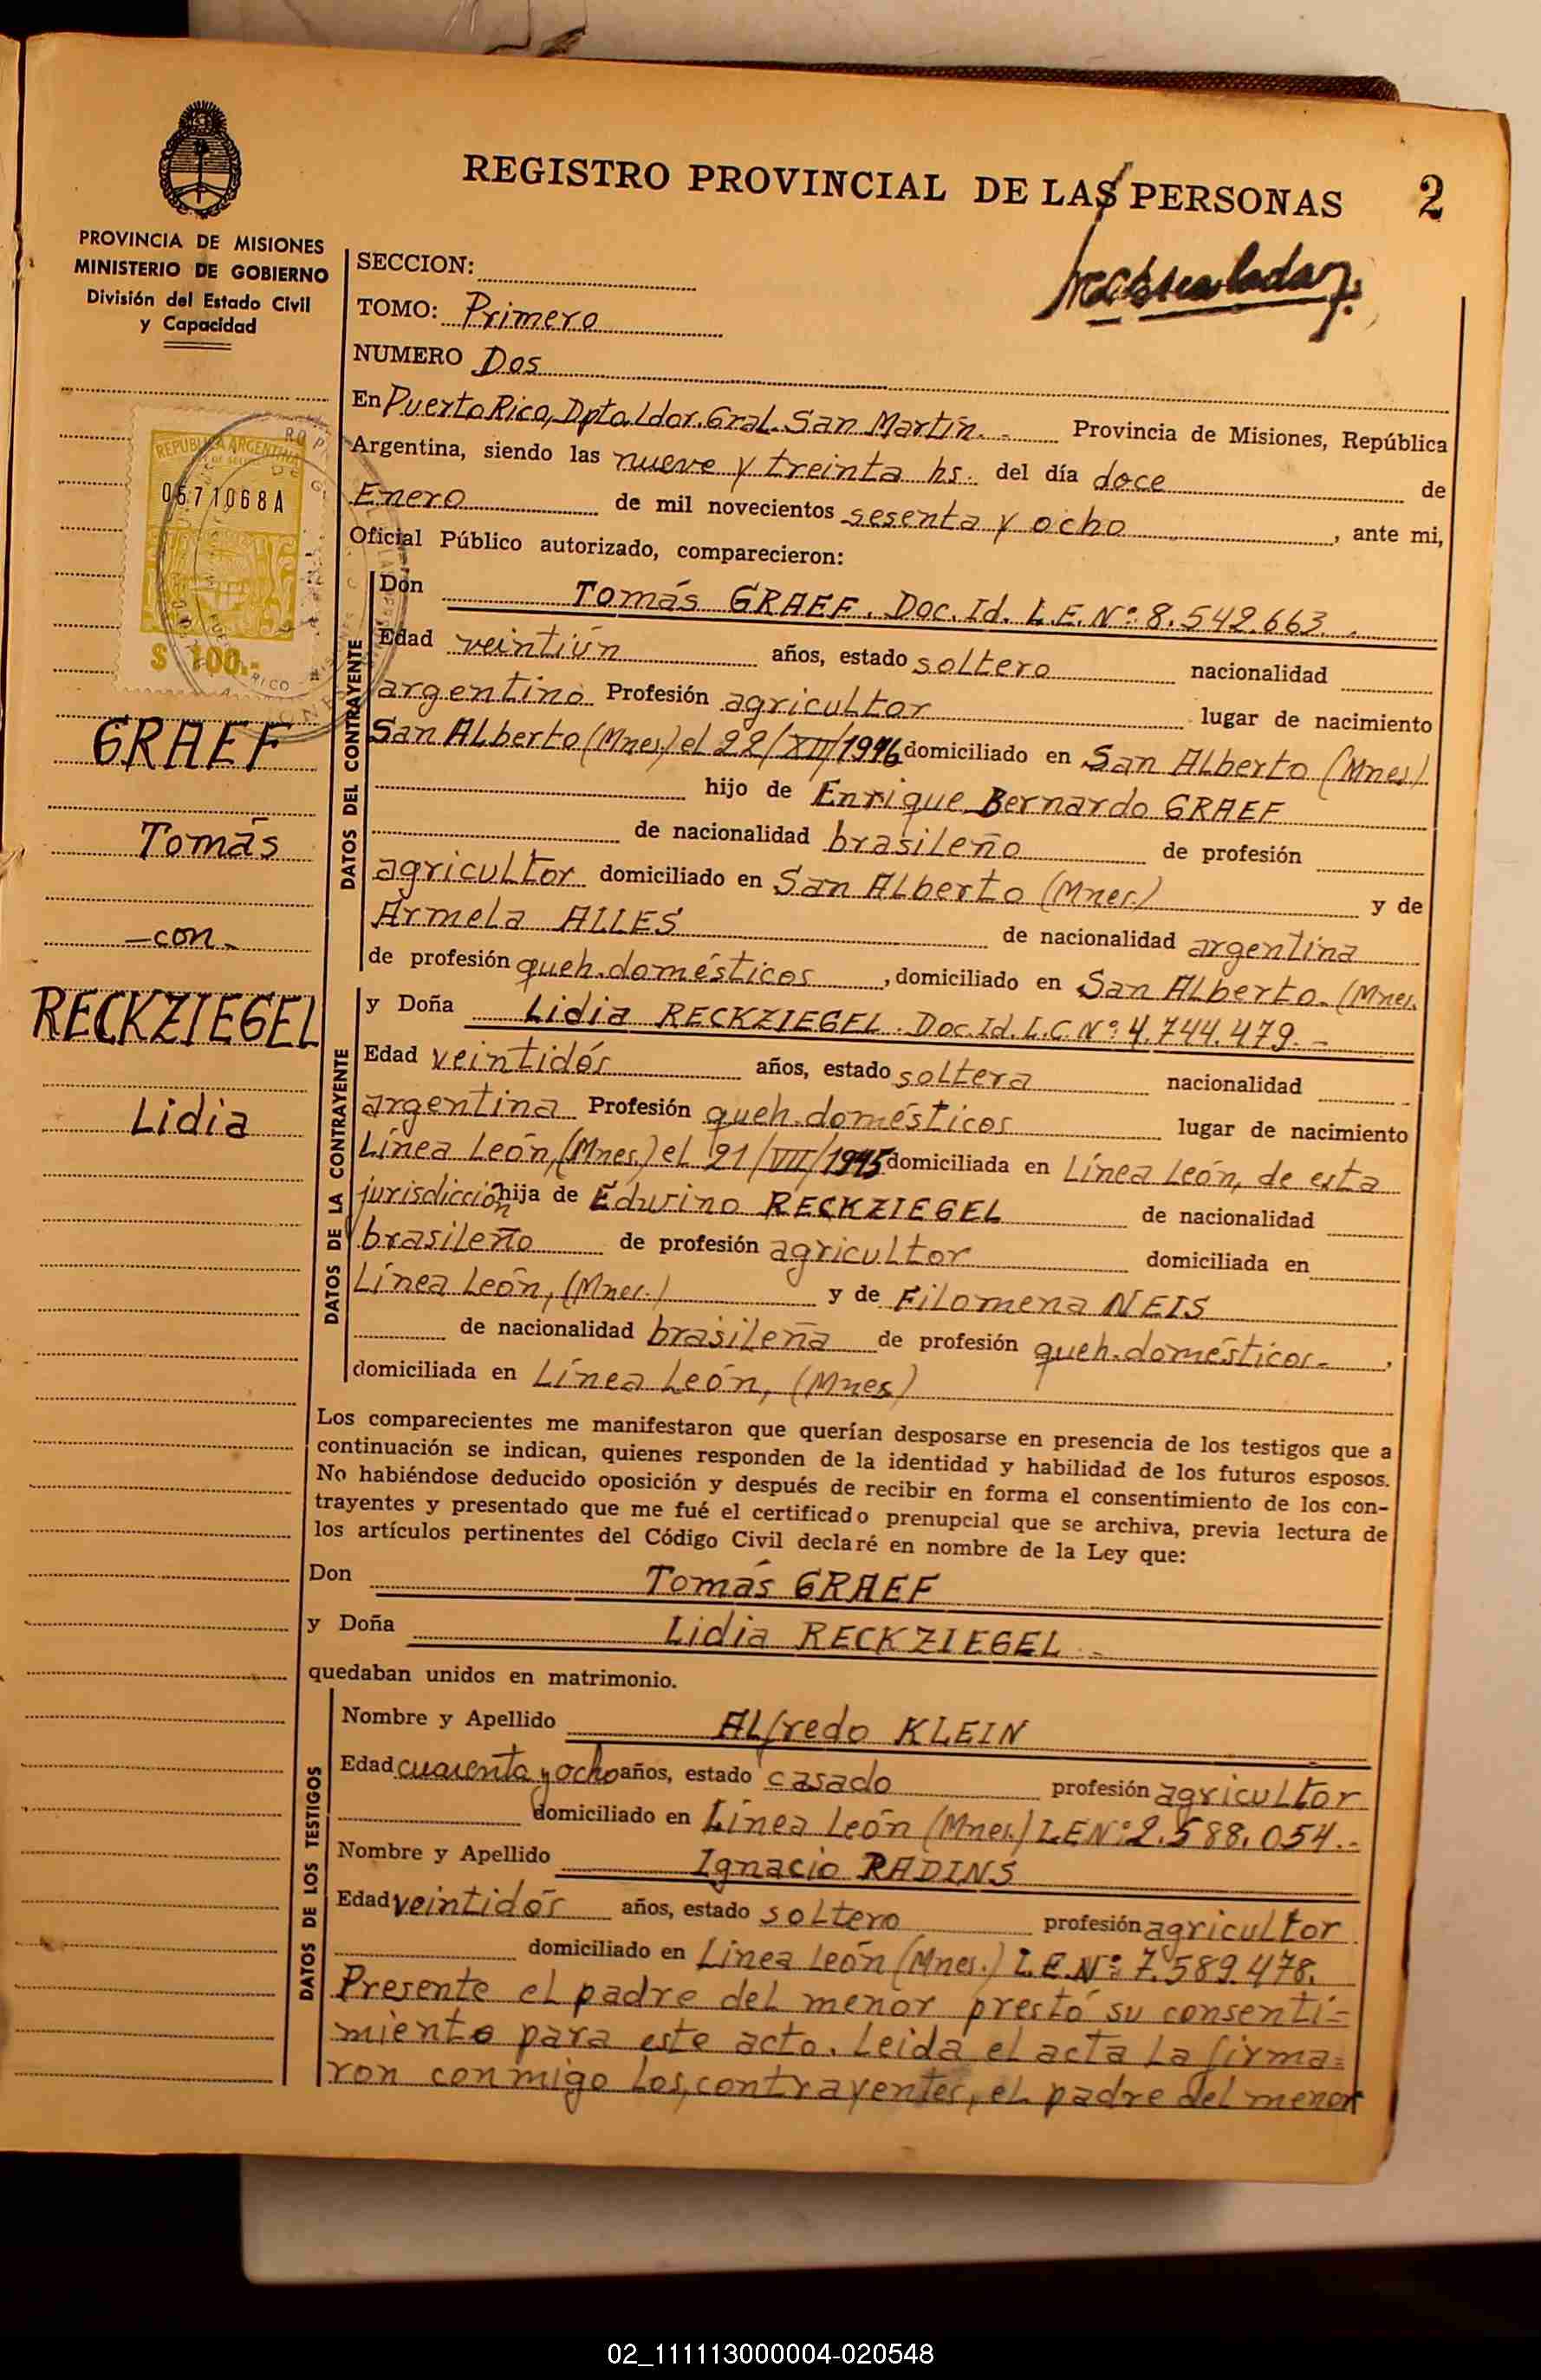 REGISTRO PROVINCIAL DE LAS PERSONAS 2
PROVINCIA DE MISIONES
MINISTERIO DE GOBIERNO
División del Estado Civil
y Capacidad
SECCION:
TOMO: Primero
NUMERO Dos
En Puerto Rico, Dpto. Ldor. Gral. San Martín. - Provincia de Misiones, República
Argentina, siendo las nueve y treinta hs. del día doce de
Enero de mil novecientos sesenta y ocho, ante mi,
Oficial Público autorizado, comparecieron:
REPUBLICA ARGENTINA
0571068A
$ 100.-
GRAEF
Tomás
-con-
RECKZIEGEL
Lidia
DATOS DEL CONTRAYENTE
Don Tomás GRAEF. Doc. Id. L.E. Nº: 8.542.663. -
Edad veintiún años, estado soltero nacionalidad
argentino Profesión agricultor lugar de nacimiento
San Alberto (Mnes) el 22/XII/1946 domiciliado en San Alberto (Mnes)
hijo de Enrique Bernardo GRAEF
de nacionalidad brasileño de profesión
agricultor domiciliado en San Alberto (Mnes.) y de
Armela ALLES de nacionalidad argentina
de profesión queh. domésticos, domiciliado en San Alberto. (Mnes.
DATOS DE LA CONTRAYENTE
y Doña Lidia RECKZIEGEL. Doc Id. L.C. Nº: 4.744.479. -
Edad veintidós años, estado soltera nacionalidad
argentina Profesión queh. domésticos lugar de nacimiento
Línea León, (Mnes.) el 21/VII/1945 domiciliada en Línea León, de esta
jurisdicción hija de Eduvino RECKZIEGEL de nacionalidad
brasileño de profesión agricultor domiciliada en
Línea León, (Mnes.) y de Filomena NEIS
de nacionalidad brasileña de profesión queh. domésticos-,
domiciliada en Línea León, (Mnes)
Los comparecientes me manifestaron que querían desposarse en presencia de los testigos que a
continuación se indican, quienes responden de la identidad y habilidad de los futuros esposos.
No habiéndose deducido oposición y después de recibir en forma el consentimiento de los con-
trayentes y presentado que me fué el certificado prenupcial que se archiva, previa lectura de
los artículos pertinentes del Código Civil declaré en nombre de la Ley que:
Don Tomás GRAEF
y Doña Lidia RECKZIEGEL -
quedaban unidos en matrimonio.
DATOS DE LOS TESTIGOS
Nombre y Apellido Alfredo KLEIN
Edad cuarenta y ocho años, estado casado profesión agricultor
domiciliado en Línea León (Mnes.) L.E Nº: 2.588.054.-
Nombre y Apellido Ignacio RADINS
Edad veintidós años, estado soltero profesión agricultor
domiciliado en Línea León (Mnes.) L.E. Nº: 7.589.478.
Presente el padre del menor prestó su consenti=
miento para este acto. Leida el acta la firma=
ron conmigo los, contrayentes, el padre del menor
02_111113000004-020548